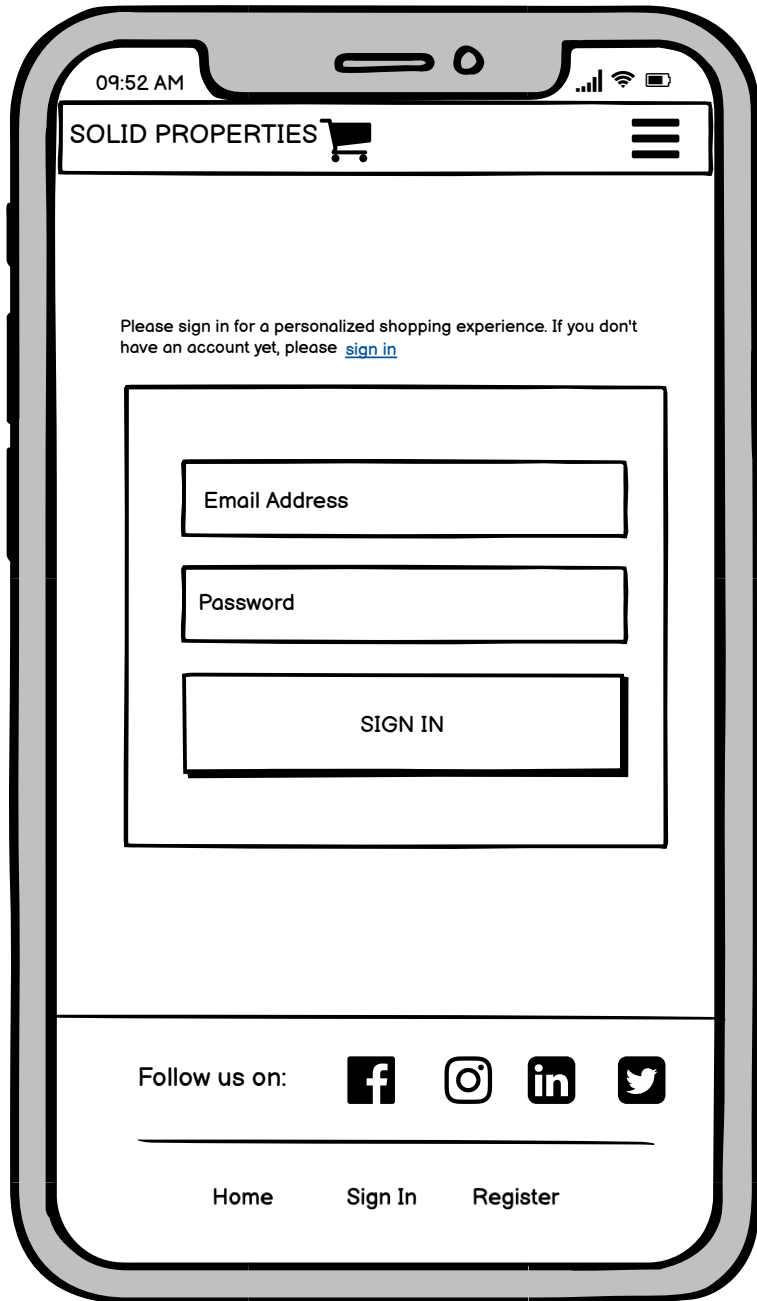 09:52 AM
SOLID PROPERTIES
Please sign in for a personalized shopping experience. If you don't
have an account yet, please sign in
Email Address
Password
SIGN IN
Follow us on:
Home Sign In Register